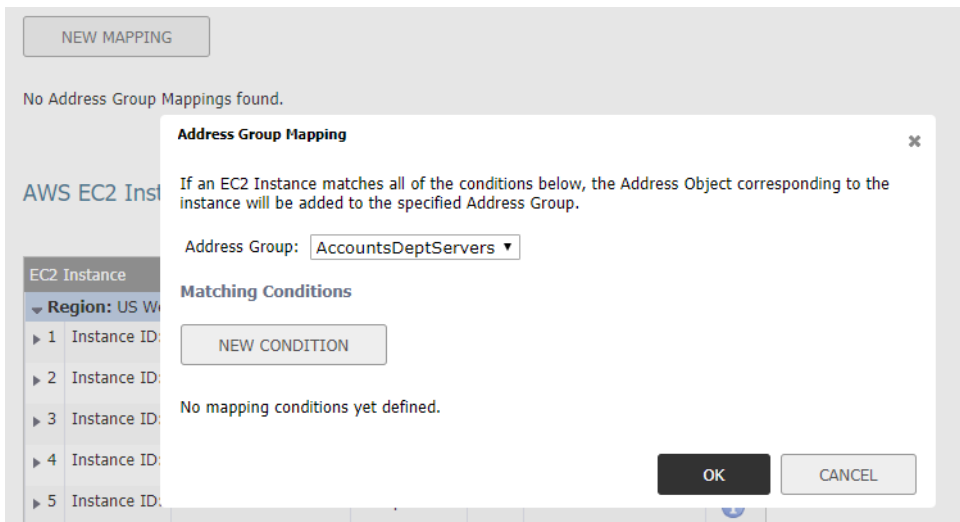 NEW MAPPING
No Address Group Mappings found.
Address Group Mapping
If an EC2 Instance matches all of the conditions below, the Address Object corresponding to the
instance will be added to the specified Address Group.
AWS EC2 Inst
Address Group: AccountsDeptServers
EC2 Instance
Matching Conditions
Region: US W
1 Instance ID:
NEW CONDITION
2 Instance ID:
No mapping conditions yet defined.
3 Instance ID:
4 Instance ID:
OK CANCEL
5 Instance ID: